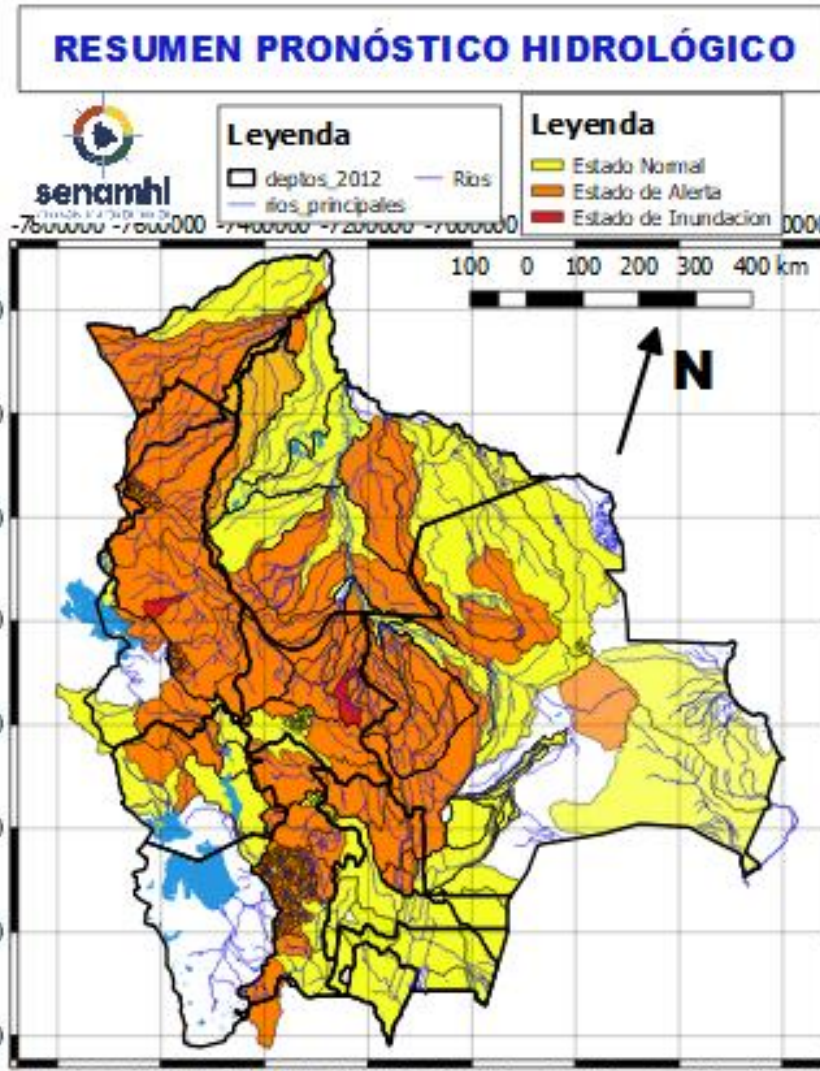 RESUMEN PRONÓSTICO HIDROLÓGICO
senamhi
Leyenda
deptos_2012
Rios
rios_principales
Leyenda
Estado Normal
Estado de Alerta
Estado de Inundacion
100 0 100 200 300 400 km
N